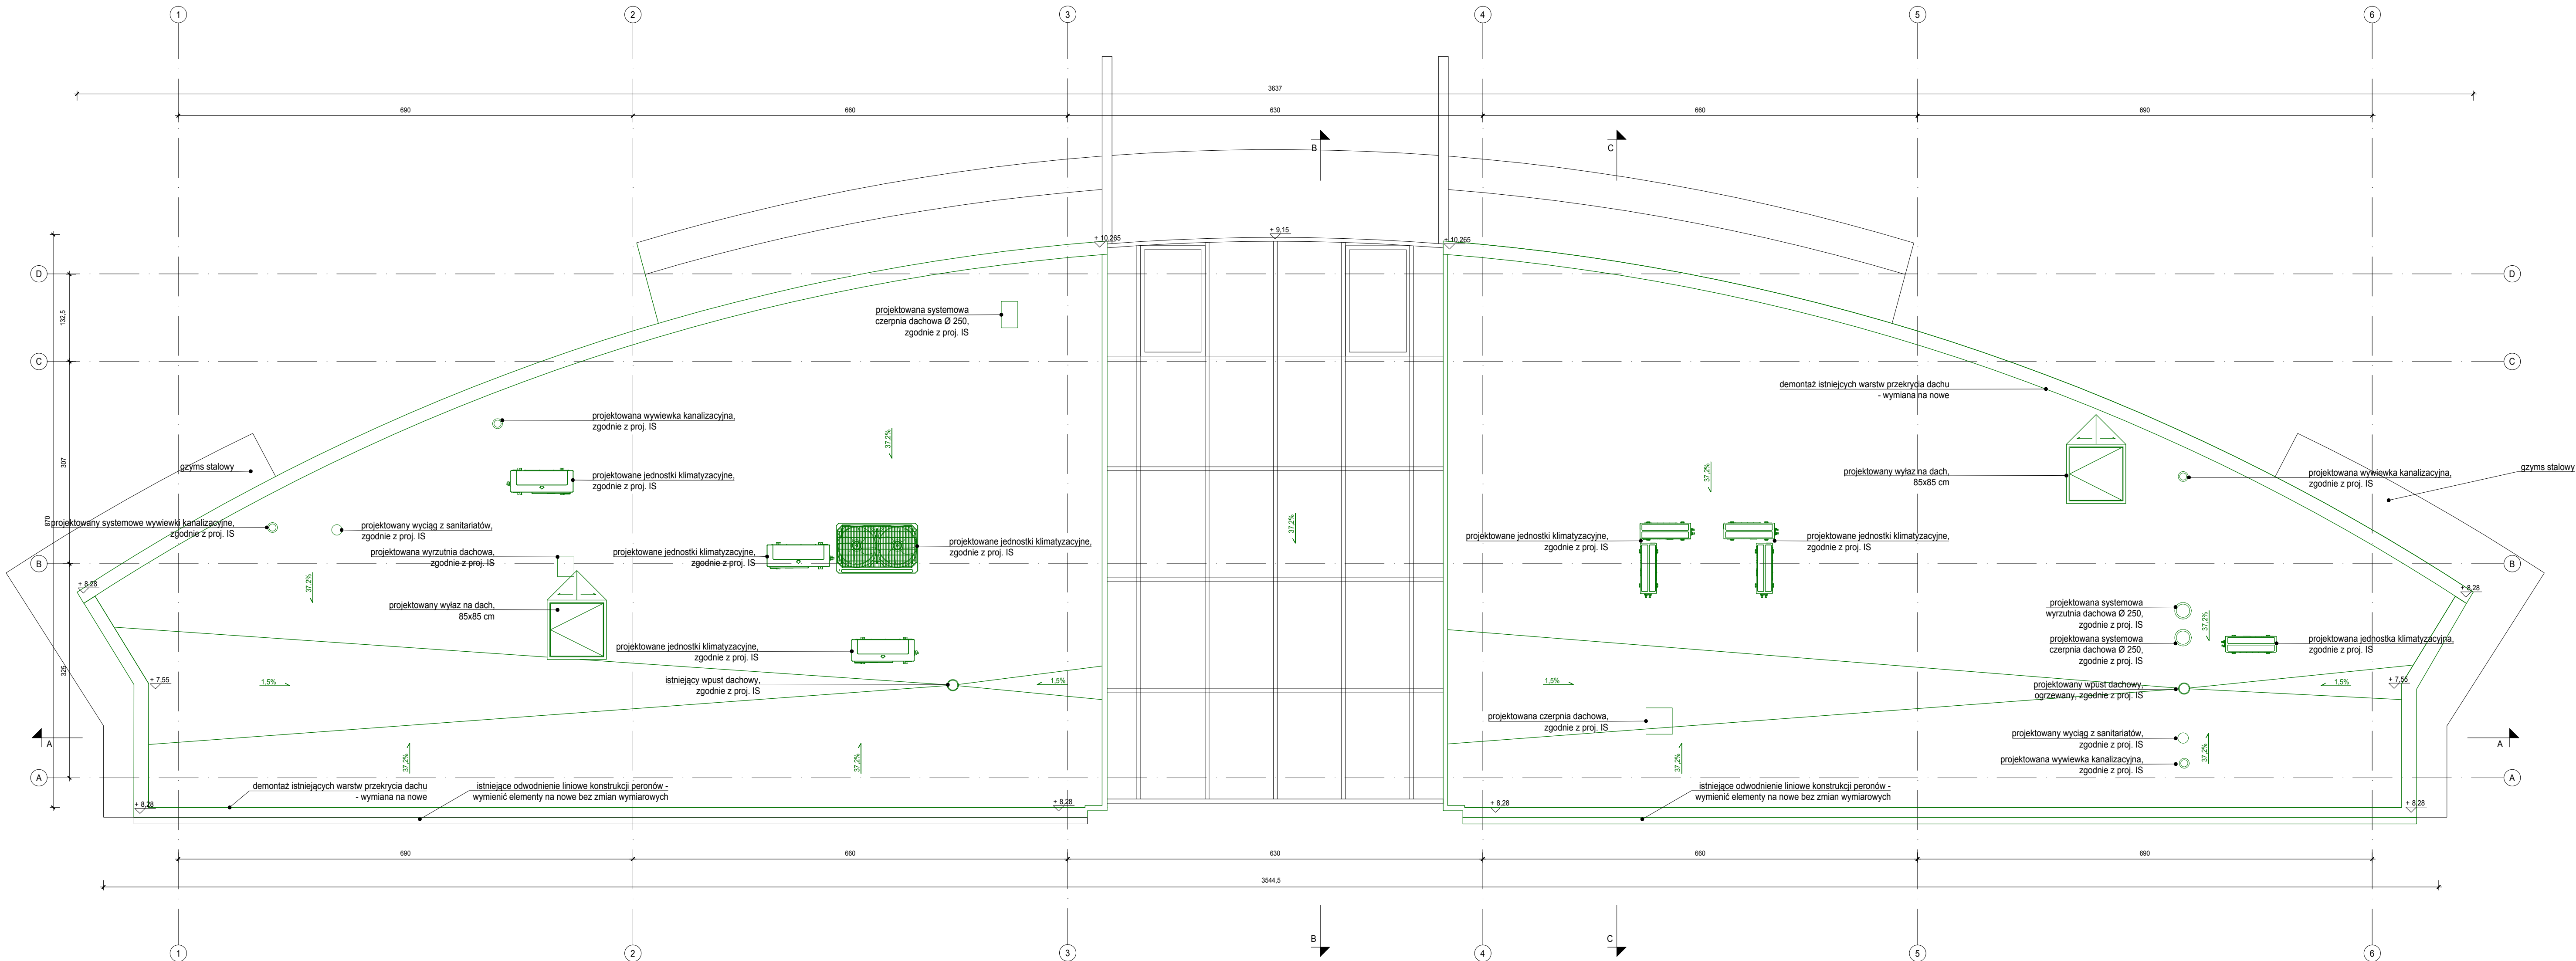 1
2
3
4
5
6
3637
690
660
630
660
690
B
C
+ 10,265
+ 9,15
+ 10,265
D
D
132,5
projektowana systemowa
czerpnia dachowa Ø 250,
zgodnie z proj. IS
C
C
demontaż istniejcych warstw przekrycia dachu
- wymiana na nowe
projektowana wywiewka kanalizacyjna,
zgodnie z proj. IS
37,2%
307
gzyms stalowy
projektowane jednostki klimatyzacyjne,
zgodnie z proj. IS
37,2%
projektowany wyłaz na dach,
85x85 cm
projektowana wywiewka kanalizacyjna,
zgodnie z proj. IS
gzyms stalowy
870
projektowany systemowe wywiewki kanalizacyjne,
zgodnie z proj. IS
projektowany wyciąg z sanitariatów,
zgodnie z proj. IS
37,2%
projektowana wyrzutnia dachowa,
zgodnie z proj. IS
projektowane jednostki klimatyzacyjne,
zgodnie z proj. IS
projektowane jednostki klimatyzacyjne,
zgodnie z proj. IS
projektowane jednostki klimatyzacyjne,
zgodnie z proj. IS
projektowane jednostki klimatyzacyjne,
zgodnie z proj. IS
B
B
+ 8,28
37,2%
+ 8,28
projektowany wyłaz na dach,
85x85 cm
projektowana systemowa
wyrzutnia dachowa Ø 250,
zgodnie z proj. IS
37,2%
projektowana systemowa
czerpnia dachowa Ø 250,
zgodnie z proj. IS
projektowana jednostka klimatyzacyjna,
zgodnie z proj. IS
325
projektowane jednostki klimatyzacyjne,
zgodnie z proj. IS
+ 7,55
1,5%
istniejący wpust dachowy,
zgodnie z proj. IS
1,5%
1,5%
projektowany wpust dachowy,
ogrzewany, zgodnie z proj. IS
1,5%
+ 7,55
projektowana czerpnia dachowa,
zgodnie z proj. IS
projektowany wyciąg z sanitariatów,
zgodnie z proj. IS
37,2%
A
A
37,2%
37,2%
37,2%
projektowana wywiewka kanalizacyjna,
zgodnie z proj. IS
A
A
demontaż istniejących warstw przekrycia dachu
- wymiana na nowe
istniejące odwodnienie liniowe konstrukcji peronów -
wymienić elementy na nowe bez zmian wymiarowych
istniejące odwodnienie liniowe konstrukcji peronów -
wymienić elementy na nowe bez zmian wymiarowych
+ 8,28
+ 8,28
+ 8,28
+ 8,28
690
660
630
660
690
3544,5
B
C
1
2
3
4
5
6